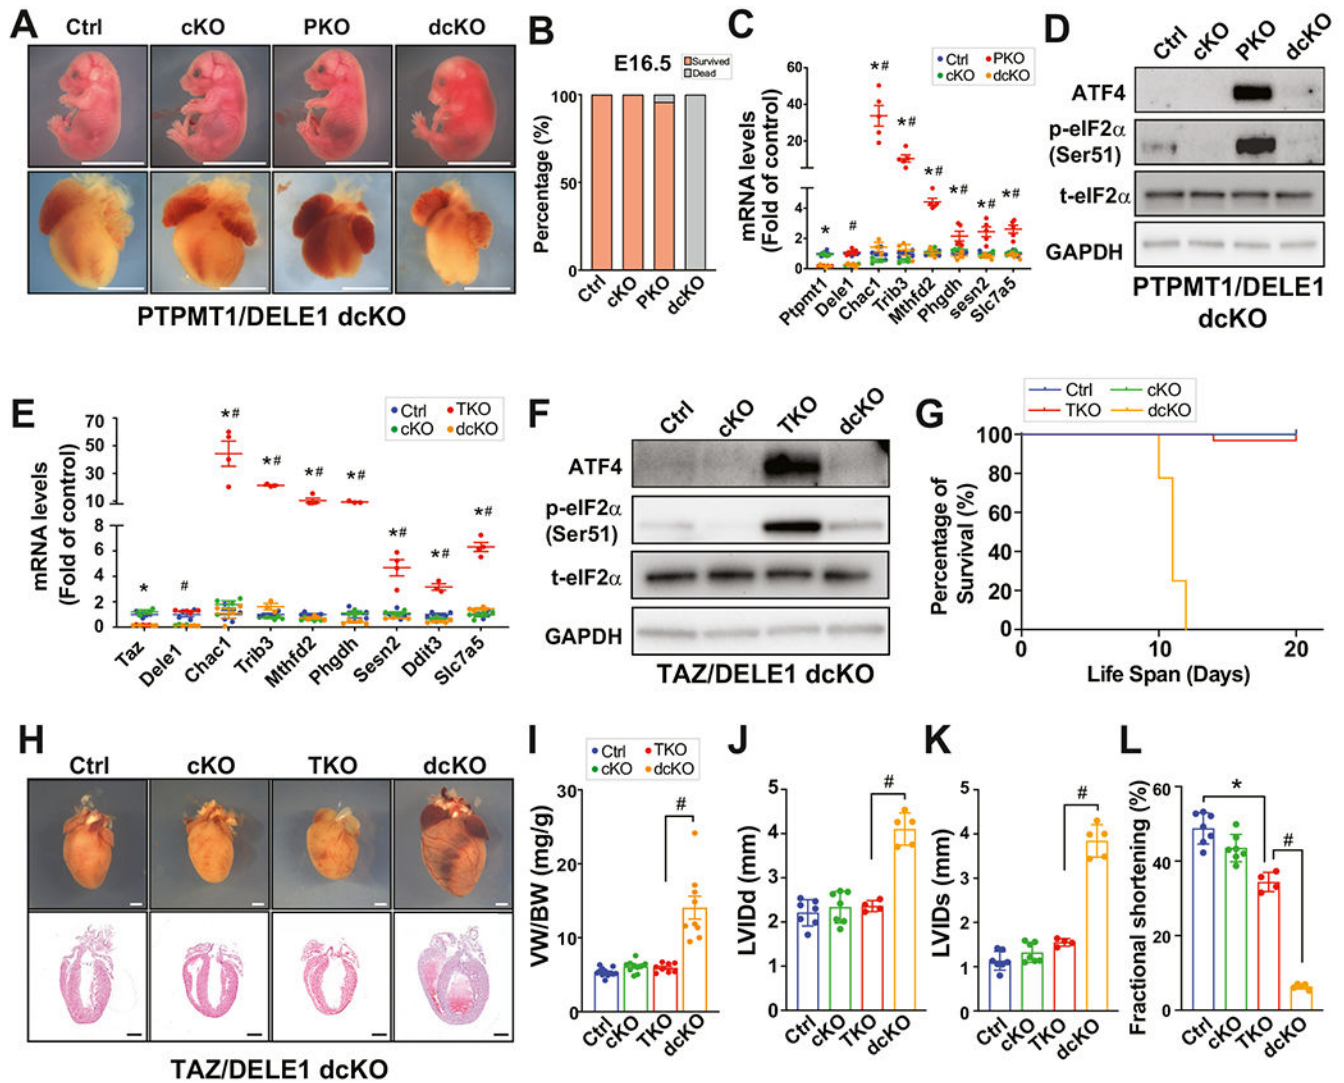 A
Ctrl
cKO
PKO
dcKO
PTPMT1/DELE1 dcKO
B
E16.5
Survived
Dead
Percentage (%)
100
50
0
Ctrl
cKO
PKO
dcKO
C
Ctrl
PKO
cKO
dcKO
mRNA levels
(Fold of control)
60
40
20
4
2
0
*
#
*#
*#
*#
*#
*#
*#
Ptpmt1
Dele1
Chac1
Trib3
Mthfd2
Phgdh
sesn2
Slc7a5
D
Ctrl
cKO
PKO
dcKO
ATF4
p-eIF2α
(Ser51)
t-eIF2α
GAPDH
PTPMT1/DELE1
dcKO
E
Ctrl
TKO
cKO
dcKO
mRNA levels
(Fold of control)
70
50
30
10
8
6
4
2
0
*
#
*#
*#
*#
*#
*#
*#
*#
Taz
Dele1
Chac1
Trib3
Mthfd2
Phgdh
Sesn2
Ddit3
Slc7a5
F
Ctrl
cKO
TKO
dcKO
ATF4
p-eIF2α
(Ser51)
t-eIF2α
GAPDH
TAZ/DELE1 dcKO
G
Ctrl
cKO
TKO
dcKO
Percentage of
Survival (%)
100
80
60
40
20
0
0
10
20
Life Span (Days)
H
Ctrl
cKO
TKO
dcKO
TAZ/DELE1 dcKO
I
Ctrl
TKO
cKO
dcKO
VW/BW (mg/g)
30
20
10
0
#
Ctrl
cKO
TKO
dcKO
J
LVIDd (mm)
5
4
3
2
1
0
#
Ctrl
cKO
TKO
dcKO
K
LVIDs (mm)
5
4
3
2
1
0
#
Ctrl
cKO
TKO
dcKO
L
Fractional shortening (%)
60
40
20
0
*
#
Ctrl
cKO
TKO
dcKO